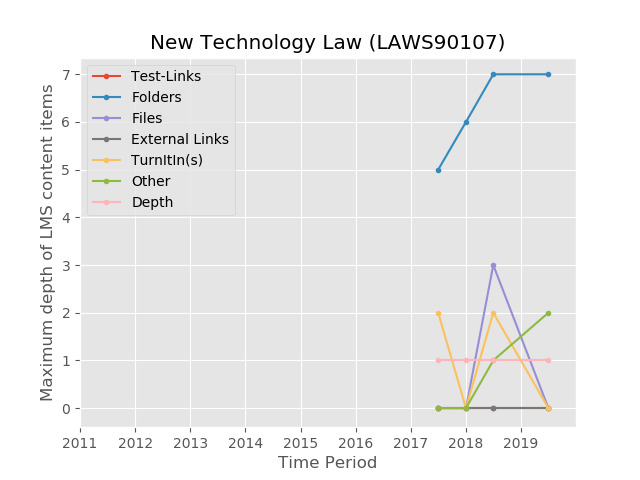 New Technology Law (LAWS90107)
Maximum depth of LMS content items
7
6
5
4
3
2
1
0
Test-Links
Folders
Files
External Links
TurnItIn(s)
Other
Depth
2011 2012 2013 2014 2015 2016 2017 2018 2019
Time Period